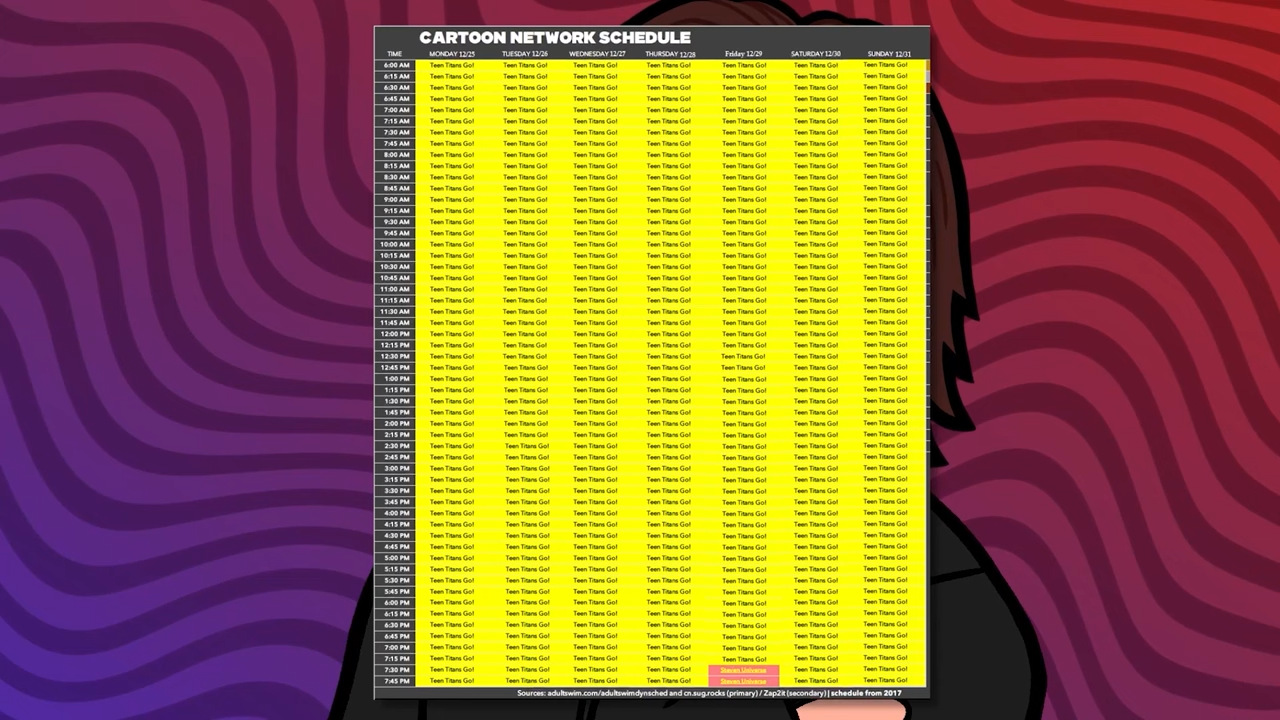 CARTOON NETWORK SCHEDULE
TIME MONDAY 12/25 TUESDAY 12/26 WEDNESDAY 12/27 THURSDAY 12/28 Friday 12/29 SATURDAY 12/30 SUNDAY 12/31
6:00 AM Teen Titans Go! Teen Titans Go! Teen Titans Go! Teen Titans Go! Teen Titans Go! Teen Titans Go! Teen Titans Go!
6:15 AM Teen Titans Go! Teen Titans Go! Teen Titans Go! Teen Titans Go! Teen Titans Go! Teen Titans Go! Teen Titans Go!
6:30 AM Teen Titans Go! Teen Titans Go! Teen Titans Go! Teen Titans Go! Teen Titans Go! Teen Titans Go! Teen Titans Go!
6:45 AM Teen Titans Go! Teen Titans Go! Teen Titans Go! Teen Titans Go! Teen Titans Go! Teen Titans Go! Teen Titans Go!
7:00 AM Teen Titans Go! Teen Titans Go! Teen Titans Go! Teen Titans Go! Teen Titans Go! Teen Titans Go! Teen Titans Go!
7:15 AM Teen Titans Go! Teen Titans Go! Teen Titans Go! Teen Titans Go! Teen Titans Go! Teen Titans Go! Teen Titans Go!
7:30 AM Teen Titans Go! Teen Titans Go! Teen Titans Go! Teen Titans Go! Teen Titans Go! Teen Titans Go! Teen Titans Go!
7:45 AM Teen Titans Go! Teen Titans Go! Teen Titans Go! Teen Titans Go! Teen Titans Go! Teen Titans Go! Teen Titans Go!
8:00 AM Teen Titans Go! Teen Titans Go! Teen Titans Go! Teen Titans Go! Teen Titans Go! Teen Titans Go! Teen Titans Go!
8:15 AM Teen Titans Go! Teen Titans Go! Teen Titans Go! Teen Titans Go! Teen Titans Go! Teen Titans Go! Teen Titans Go!
8:30 AM Teen Titans Go! Teen Titans Go! Teen Titans Go! Teen Titans Go! Teen Titans Go! Teen Titans Go! Teen Titans Go!
8:45 AM Teen Titans Go! Teen Titans Go! Teen Titans Go! Teen Titans Go! Teen Titans Go! Teen Titans Go! Teen Titans Go!
9:00 AM Teen Titans Go! Teen Titans Go! Teen Titans Go! Teen Titans Go! Teen Titans Go! Teen Titans Go! Teen Titans Go!
9:15 AM Teen Titans Go! Teen Titans Go! Teen Titans Go! Teen Titans Go! Teen Titans Go! Teen Titans Go! Teen Titans Go!
9:30 AM Teen Titans Go! Teen Titans Go! Teen Titans Go! Teen Titans Go! Teen Titans Go! Teen Titans Go! Teen Titans Go!
9:45 AM Teen Titans Go! Teen Titans Go! Teen Titans Go! Teen Titans Go! Teen Titans Go! Teen Titans Go! Teen Titans Go!
10:00 AM Teen Titans Go! Teen Titans Go! Teen Titans Go! Teen Titans Go! Teen Titans Go! Teen Titans Go! Teen Titans Go!
10:15 AM Teen Titans Go! Teen Titans Go! Teen Titans Go! Teen Titans Go! Teen Titans Go! Teen Titans Go! Teen Titans Go!
10:30 AM Teen Titans Go! Teen Titans Go! Teen Titans Go! Teen Titans Go! Teen Titans Go! Teen Titans Go! Teen Titans Go!
10:45 AM Teen Titans Go! Teen Titans Go! Teen Titans Go! Teen Titans Go! Teen Titans Go! Teen Titans Go! Teen Titans Go!
11:00 AM Teen Titans Go! Teen Titans Go! Teen Titans Go! Teen Titans Go! Teen Titans Go! Teen Titans Go! Teen Titans Go!
11:15 AM Teen Titans Go! Teen Titans Go! Teen Titans Go! Teen Titans Go! Teen Titans Go! Teen Titans Go! Teen Titans Go!
11:30 AM Teen Titans Go! Teen Titans Go! Teen Titans Go! Teen Titans Go! Teen Titans Go! Teen Titans Go! Teen Titans Go!
11:45 AM Teen Titans Go! Teen Titans Go! Teen Titans Go! Teen Titans Go! Teen Titans Go! Teen Titans Go! Teen Titans Go!
12:00 PM Teen Titans Go! Teen Titans Go! Teen Titans Go! Teen Titans Go! Teen Titans Go! Teen Titans Go! Teen Titans Go!
12:15 PM Teen Titans Go! Teen Titans Go! Teen Titans Go! Teen Titans Go! Teen Titans Go! Teen Titans Go! Teen Titans Go!
12:30 PM Teen Titans Go! Teen Titans Go! Teen Titans Go! Teen Titans Go! Teen Titans Go! Teen Titans Go! Teen Titans Go!
12:45 PM Teen Titans Go! Teen Titans Go! Teen Titans Go! Teen Titans Go! Teen Titans Go! Teen Titans Go! Teen Titans Go!
1:00 PM Teen Titans Go! Teen Titans Go! Teen Titans Go! Teen Titans Go! Teen Titans Go! Teen Titans Go! Teen Titans Go!
1:15 PM Teen Titans Go! Teen Titans Go! Teen Titans Go! Teen Titans Go! Teen Titans Go! Teen Titans Go! Teen Titans Go!
1:30 PM Teen Titans Go! Teen Titans Go! Teen Titans Go! Teen Titans Go! Teen Titans Go! Teen Titans Go! Teen Titans Go!
1:45 PM Teen Titans Go! Teen Titans Go! Teen Titans Go! Teen Titans Go! Teen Titans Go! Teen Titans Go! Teen Titans Go!
2:00 PM Teen Titans Go! Teen Titans Go! Teen Titans Go! Teen Titans Go! Teen Titans Go! Teen Titans Go! Teen Titans Go!
2:15 PM Teen Titans Go! Teen Titans Go! Teen Titans Go! Teen Titans Go! Teen Titans Go! Teen Titans Go! Teen Titans Go!
2:30 PM Teen Titans Go! Teen Titans Go! Teen Titans Go! Teen Titans Go! Teen Titans Go! Teen Titans Go! Teen Titans Go!
2:45 PM Teen Titans Go! Teen Titans Go! Teen Titans Go! Teen Titans Go! Teen Titans Go! Teen Titans Go! Teen Titans Go!
3:00 PM Teen Titans Go! Teen Titans Go! Teen Titans Go! Teen Titans Go! Teen Titans Go! Teen Titans Go! Teen Titans Go!
3:15 PM Teen Titans Go! Teen Titans Go! Teen Titans Go! Teen Titans Go! Teen Titans Go! Teen Titans Go! Teen Titans Go!
3:30 PM Teen Titans Go! Teen Titans Go! Teen Titans Go! Teen Titans Go! Teen Titans Go! Teen Titans Go! Teen Titans Go!
3:45 PM Teen Titans Go! Teen Titans Go! Teen Titans Go! Teen Titans Go! Teen Titans Go! Teen Titans Go! Teen Titans Go!
4:00 PM Teen Titans Go! Teen Titans Go! Teen Titans Go! Teen Titans Go! Teen Titans Go! Teen Titans Go! Teen Titans Go!
4:15 PM Teen Titans Go! Teen Titans Go! Teen Titans Go! Teen Titans Go! Teen Titans Go! Teen Titans Go! Teen Titans Go!
4:30 PM Teen Titans Go! Teen Titans Go! Teen Titans Go! Teen Titans Go! Teen Titans Go! Teen Titans Go! Teen Titans Go!
4:45 PM Teen Titans Go! Teen Titans Go! Teen Titans Go! Teen Titans Go! Teen Titans Go! Teen Titans Go! Teen Titans Go!
5:00 PM Teen Titans Go! Teen Titans Go! Teen Titans Go! Teen Titans Go! Teen Titans Go! Teen Titans Go! Teen Titans Go!
5:15 PM Teen Titans Go! Teen Titans Go! Teen Titans Go! Teen Titans Go! Teen Titans Go! Teen Titans Go! Teen Titans Go!
5:30 PM Teen Titans Go! Teen Titans Go! Teen Titans Go! Teen Titans Go! Teen Titans Go! Teen Titans Go! Teen Titans Go!
5:45 PM Teen Titans Go! Teen Titans Go! Teen Titans Go! Teen Titans Go! Teen Titans Go! Teen Titans Go! Teen Titans Go!
6:00 PM Teen Titans Go! Teen Titans Go! Teen Titans Go! Teen Titans Go! Teen Titans Go! Teen Titans Go! Teen Titans Go!
6:15 PM Teen Titans Go! Teen Titans Go! Teen Titans Go! Teen Titans Go! Teen Titans Go! Teen Titans Go! Teen Titans Go!
6:30 PM Teen Titans Go! Teen Titans Go! Teen Titans Go! Teen Titans Go! Teen Titans Go! Teen Titans Go! Teen Titans Go!
6:45 PM Teen Titans Go! Teen Titans Go! Teen Titans Go! Teen Titans Go! Teen Titans Go! Teen Titans Go! Teen Titans Go!
7:00 PM Teen Titans Go! Teen Titans Go! Teen Titans Go! Teen Titans Go! Teen Titans Go! Teen Titans Go! Teen Titans Go!
7:15 PM Teen Titans Go! Teen Titans Go! Teen Titans Go! Teen Titans Go! Teen Titans Go! Teen Titans Go! Teen Titans Go!
7:30 PM Teen Titans Go! Teen Titans Go! Teen Titans Go! Teen Titans Go! Steven Universe Teen Titans Go! Teen Titans Go!
7:45 PM Teen Titans Go! Teen Titans Go! Teen Titans Go! Teen Titans Go! Steven Universe Teen Titans Go! Teen Titans Go!
Sources: adultswim.com/adultswimdynsched and cn.sug.rocks (primary) / Zap2it (secondary) | schedule from 2017